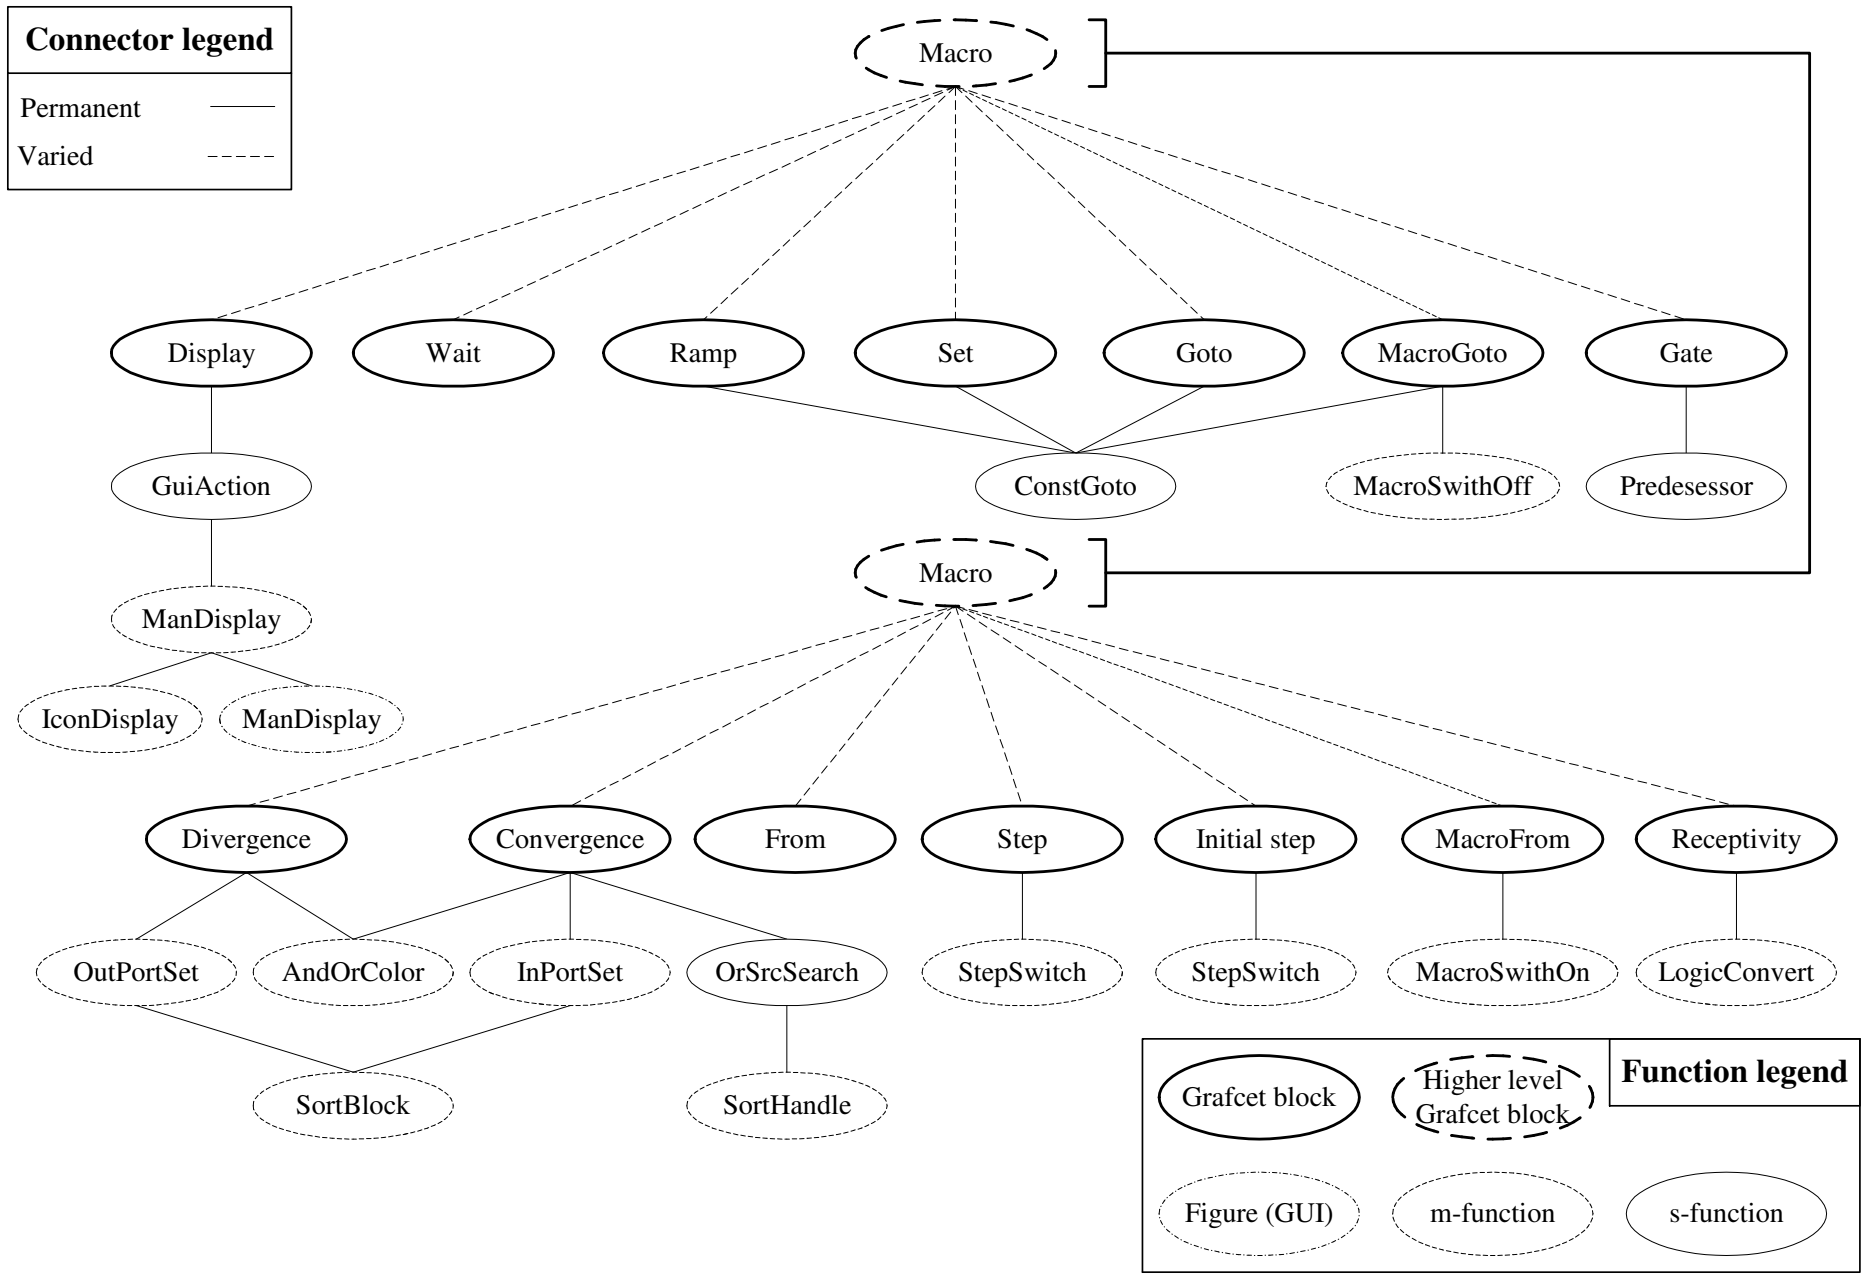 Connector legend
Permanent
Varied
Macro
Display
Wait
Ramp
Set
Goto
MacroGoto
Gate
GuiAction
ConstGoto
MacroSwithOff
Predesessor
Macro
ManDisplay
IconDisplay
ManDisplay
Divergence
Convergence
From
Step
Initial step
MacroFrom
Receptivity
OutPortSet
AndOrColor
InPortSet
OrSrcSearch
StepSwitch
StepSwitch
MacroSwithOn
LogicConvert
SortBlock
SortHandle
Function legend
Grafcet block
Higher level
Grafcet block
Figure (GUI)
m-function
s-function